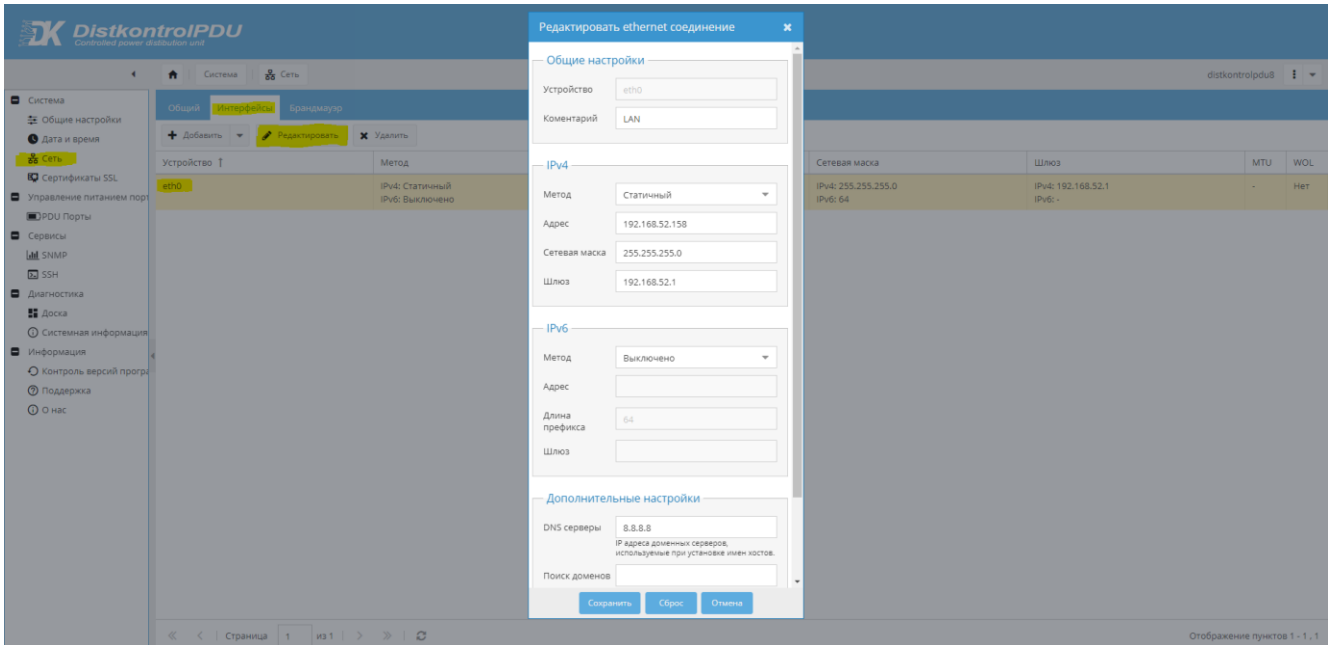 DistkontrolPDU
Controlled power distribution unit
Система
Сеть
distkontrolpdu8
Система
Общие настройки
Дата и время
Сеть
Сертификаты SSL
Управление питанием порт
PDU Порты
Сервисы
SNMP
SSH
Диагностика
Доска
Системная информация
Информация
Контроль версий програ
Поддержка
О нас
Общий
Интерфейсы
Брандмауэр
Добавить
Редактировать
Удалить
Устройство ↑
Метод
Сетевая маска
Шлюз
MTU
WOL
eth0
IPv4: Статичный
IPv6: Выключено
IPv4: 255.255.255.0
IPv6: 64
IPv4: 192.168.52.1
IPv6: -
-
Нет
Редактировать ethernet соединение
Общие настройки
Устройство eth0
Коментарий LAN
IPv4
Метод Статичный
Адрес 192.168.52.158
Сетевая маска 255.255.255.0
Шлюз 192.168.52.1
IPv6
Метод Выключено
Адрес
Длина
префикса
64
Шлюз
Дополнительные настройки
DNS серверы 8.8.8.8
IP адреса доменных серверов,
используемые при установке имен хостов.
Поиск доменов
Сохранить Сброс Отмена
Страница 1 из 1
Отображение пунктов 1 - 1 . 1